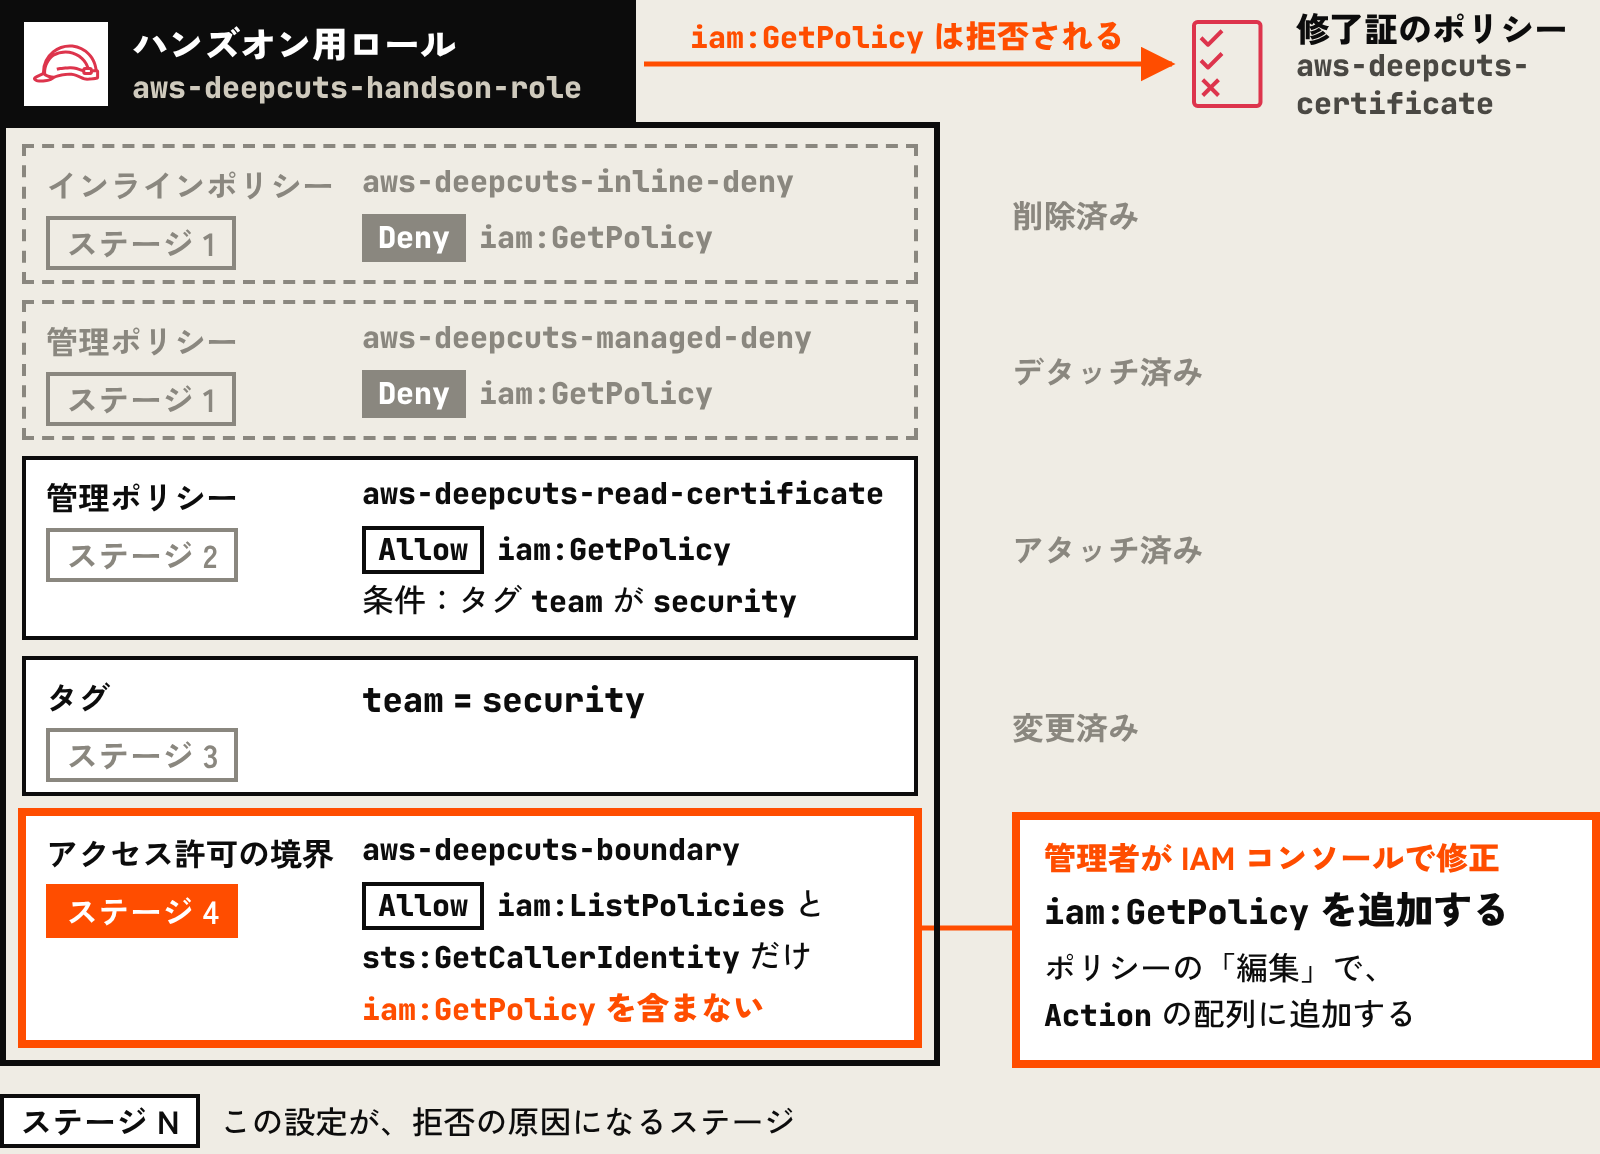 ハンズオン用ロール
aws-deepcuts-handson-role
iam:GetPolicy は拒否される
修了証のポリシー
aws-deepcuts-
certificate
インラインポリシー aws-deepcuts-inline-deny
ステージ 1 Deny iam:GetPolicy
削除済み
管理ポリシー aws-deepcuts-managed-deny
ステージ 1 Deny iam:GetPolicy
デタッチ済み
管理ポリシー aws-deepcuts-read-certificate
ステージ 2 Allow iam:GetPolicy
条件：タグ team が security
アタッチ済み
タグ team = security
ステージ 3
変更済み
アクセス許可の境界 aws-deepcuts-boundary
ステージ 4 Allow iam:ListPolicies と
sts:GetCallerIdentity だけ
iam:GetPolicy を含まない
管理者が IAM コンソールで修正
iam:GetPolicy を追加する
ポリシーの「編集」で、
Action の配列に追加する
ステージ N この設定が、拒否の原因になるステージ